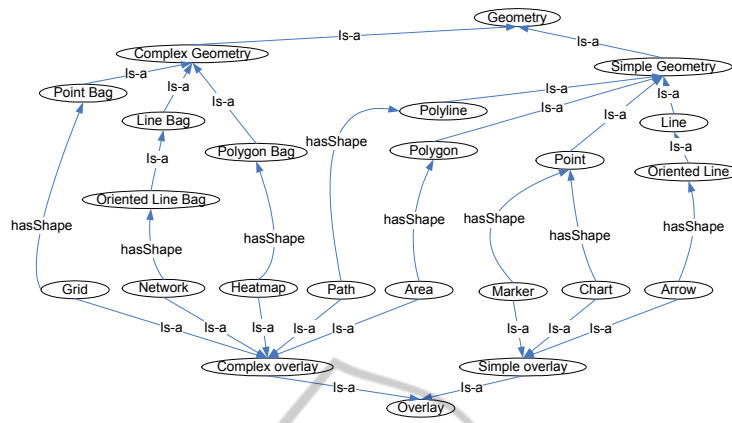 Geometry
Is-a
Is-a
Complex Geometry
Simple Geometry
Is-a
Is-a
Is-a
Is-a
Is-a
Is-a
Is-a
Point Bag
Line Bag
Polygon Bag
Polyline
Polygon
Point
Line
Is-a
Is-a
hasShape
Oriented Line Bag
Oriented Line
hasShape
hasShape
hasShape
hasShape
hasShape
hasShape
hasShape
Grid
Network
Heatmap
Path
Area
Marker
Chart
Arrow
Is-a
Is-a
Is-a
Is-a
Is-a
Is-a
Is-a
Is-a
Complex overlay
Simple overlay
Is-a
Is-a
Overlay